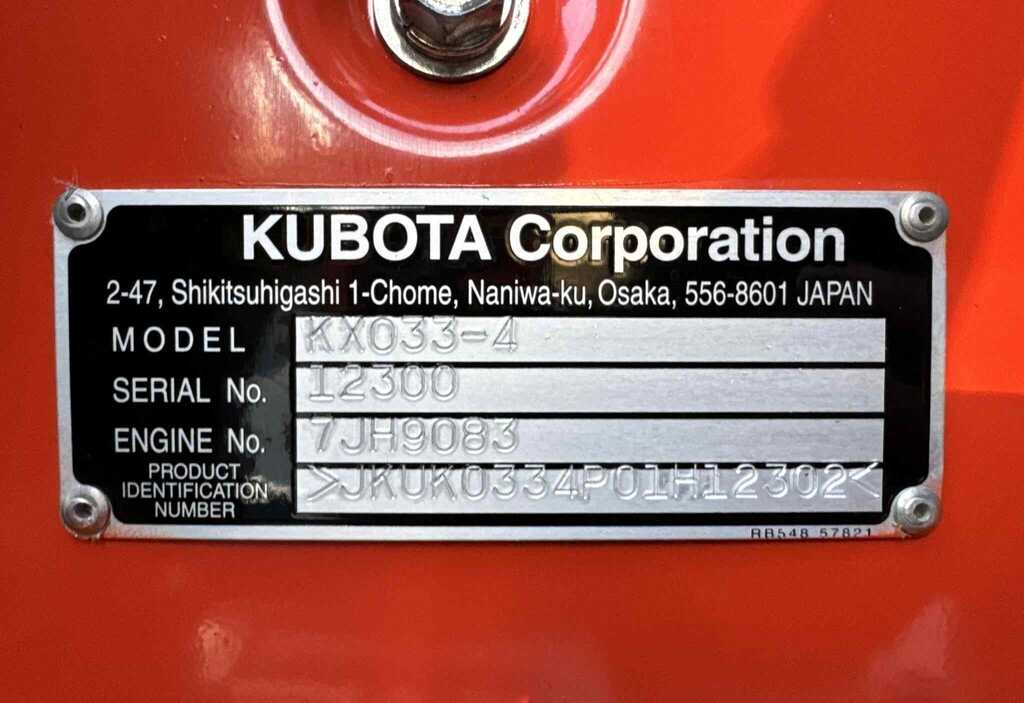 KUBOTA Corporation
2-47, Shikitsuhigashi 1-Chome, Naniwa-ku, Osaka, 556-8601 JAPAN
MODEL KX033-4
SERIAL No. 12300
ENGINE No. 7JH9083
PRODUCT
IDENTIFICATION
NUMBER
>JKUK0334P01H12302<
RB548 57821